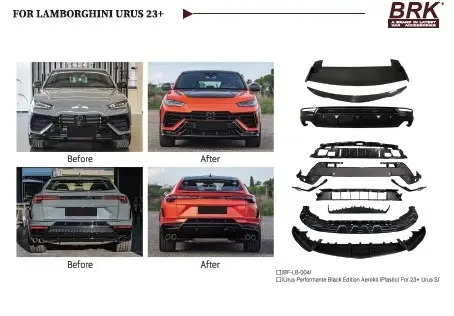 FOR LAMBORGHINI URUS 23+
BRK®
A BRAND IN LATEST
CAR ACCESSORIES
Before
After
Before
After
□/BF-LB-004/
□/Urus Performante Black Edition Aerokit (Plastic) For 23+ Urus S/